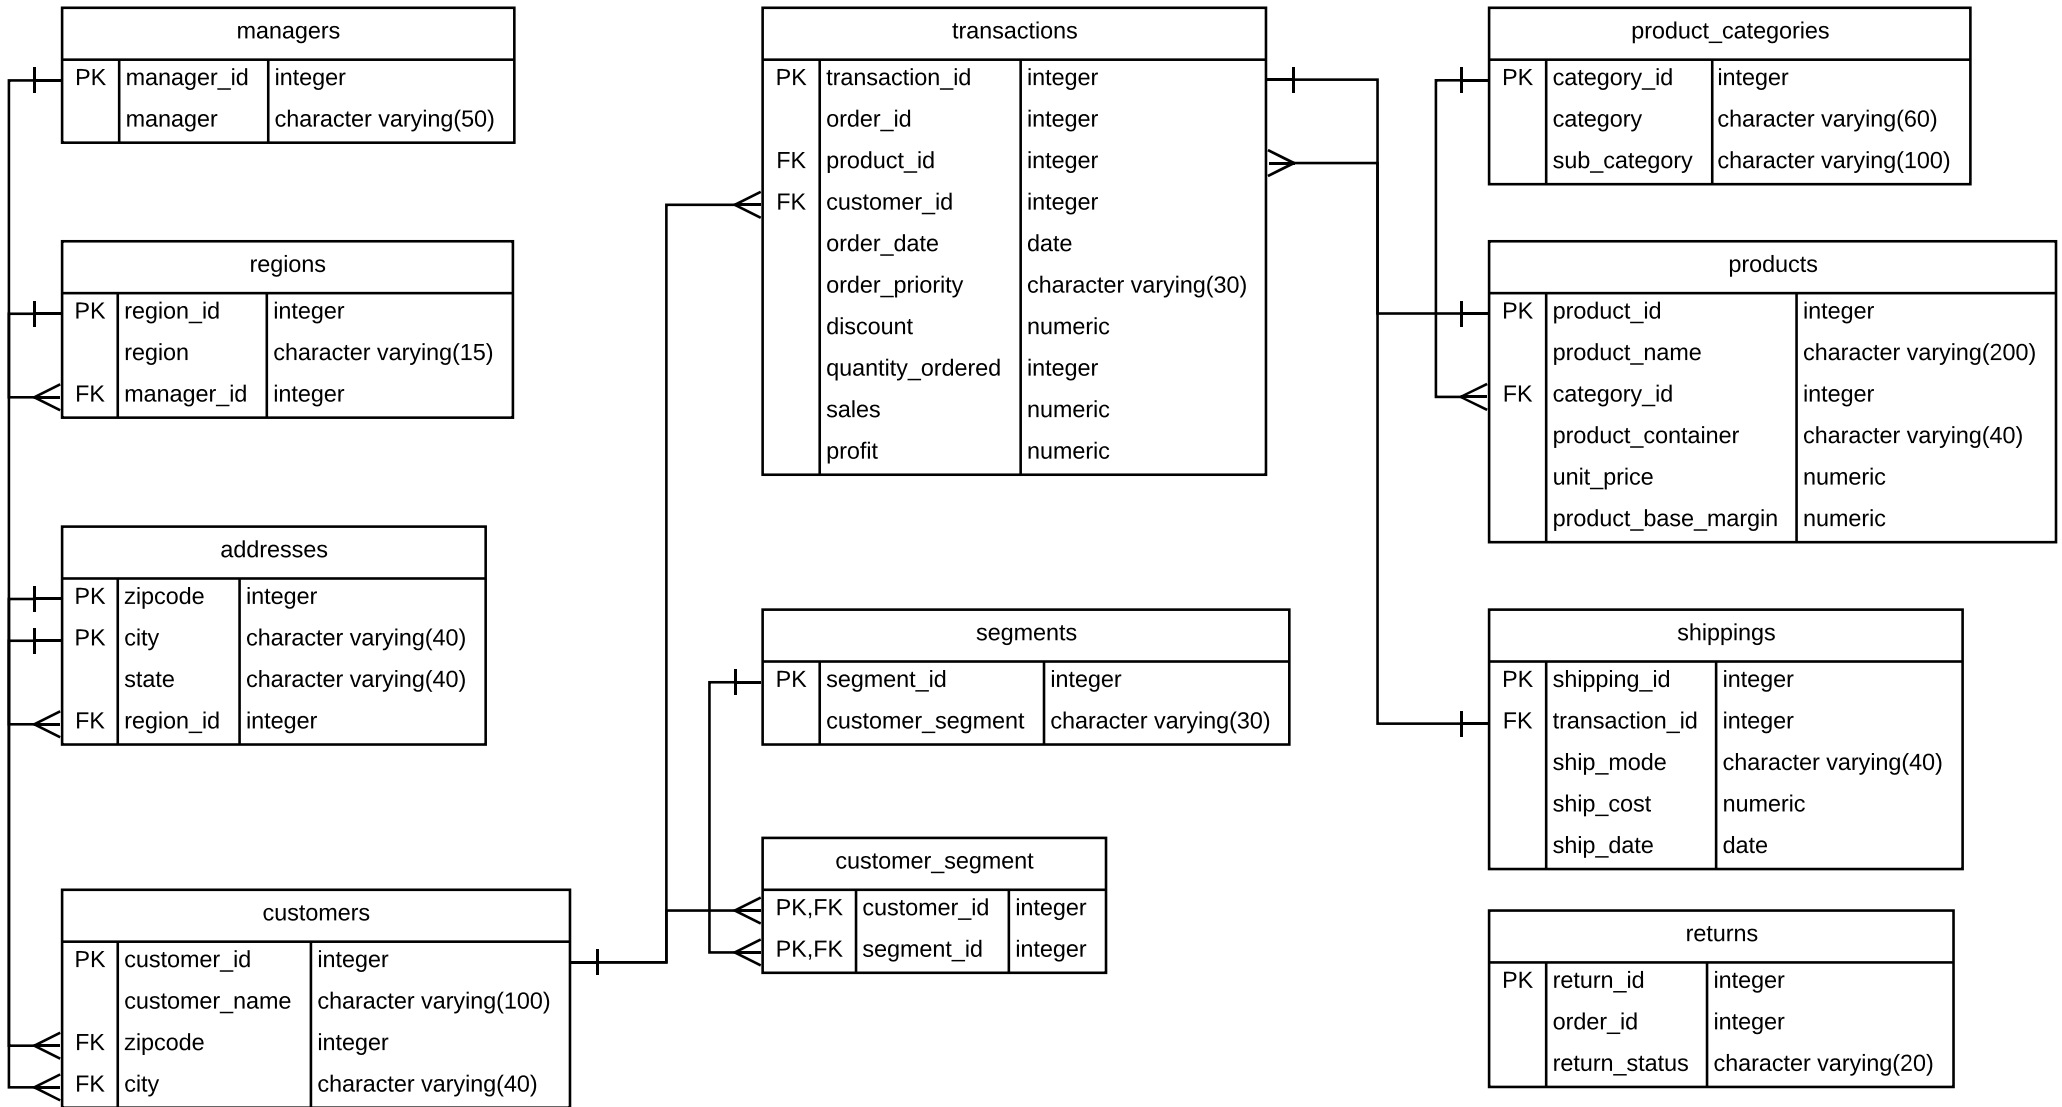 managers
PK manager_id integer
manager character varying(50)
regions
PK region_id integer
region character varying(15)
FK manager_id integer
addresses
PK zipcode integer
PK city character varying(40)
state character varying(40)
FK region_id integer
customers
PK customer_id integer
customer_name character varying(100)
FK zipcode integer
FK city character varying(40)
transactions
PK transaction_id integer
order_id integer
FK product_id integer
FK customer_id integer
order_date date
order_priority character varying(30)
discount numeric
quantity_ordered integer
sales numeric
profit numeric
segments
PK segment_id integer
customer_segment character varying(30)
customer_segment
PK,FK customer_id integer
PK,FK segment_id integer
product_categories
PK category_id integer
category character varying(60)
sub_category character varying(100)
products
PK product_id integer
product_name character varying(200)
FK category_id integer
product_container character varying(40)
unit_price numeric
product_base_margin numeric
shippings
PK shipping_id integer
FK transaction_id integer
ship_mode character varying(40)
ship_cost numeric
ship_date date
returns
PK return_id integer
order_id integer
return_status character varying(20)